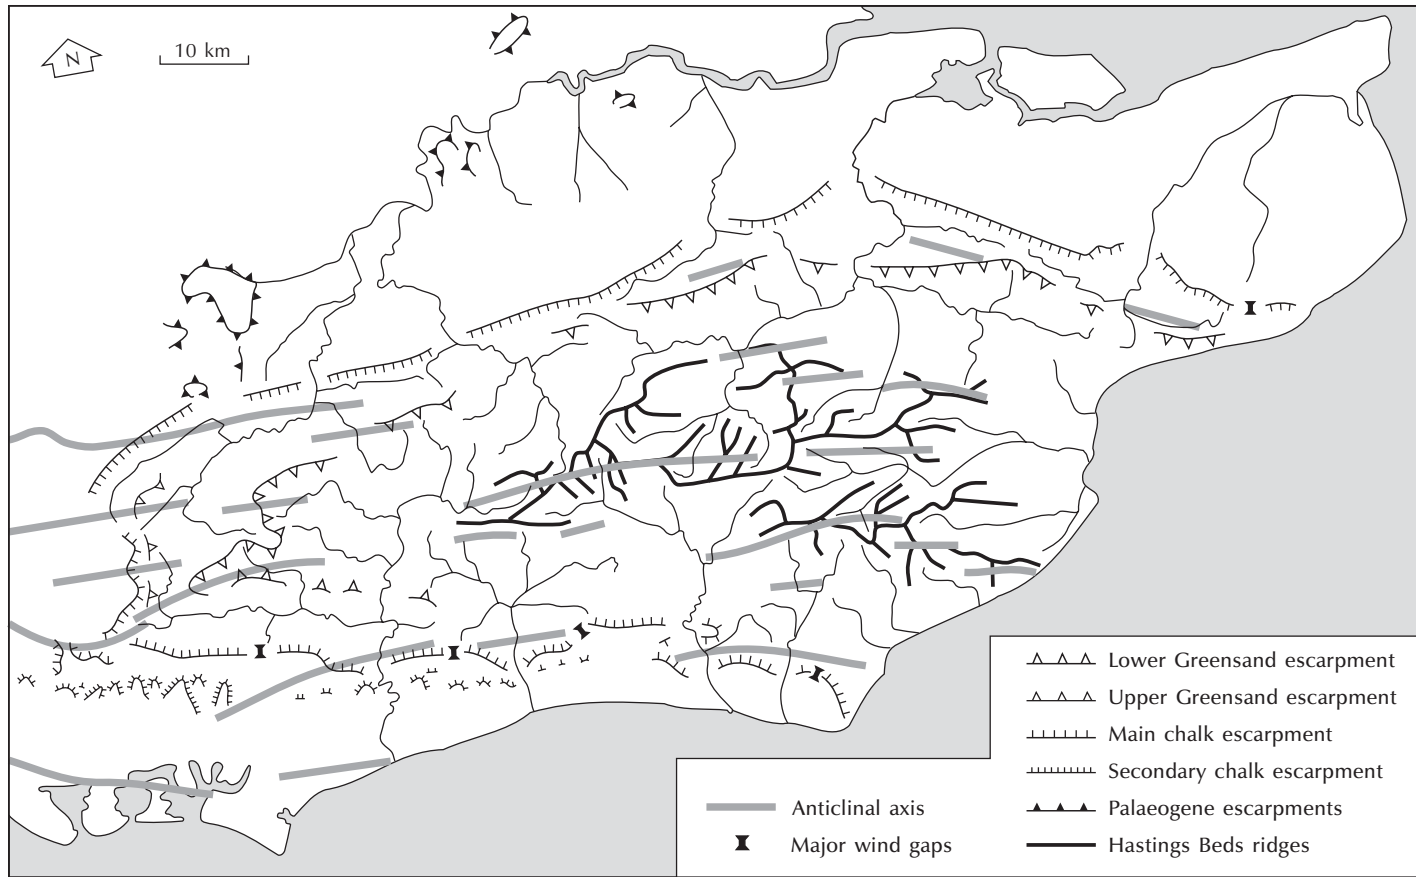 N
10 km
Lower Greensand escarpment
Upper Greensand escarpment
Main chalk escarpment
Secondary chalk escarpment
Anticlinal axis
Palaeogene escarpments
Major wind gaps
Hastings Beds ridges